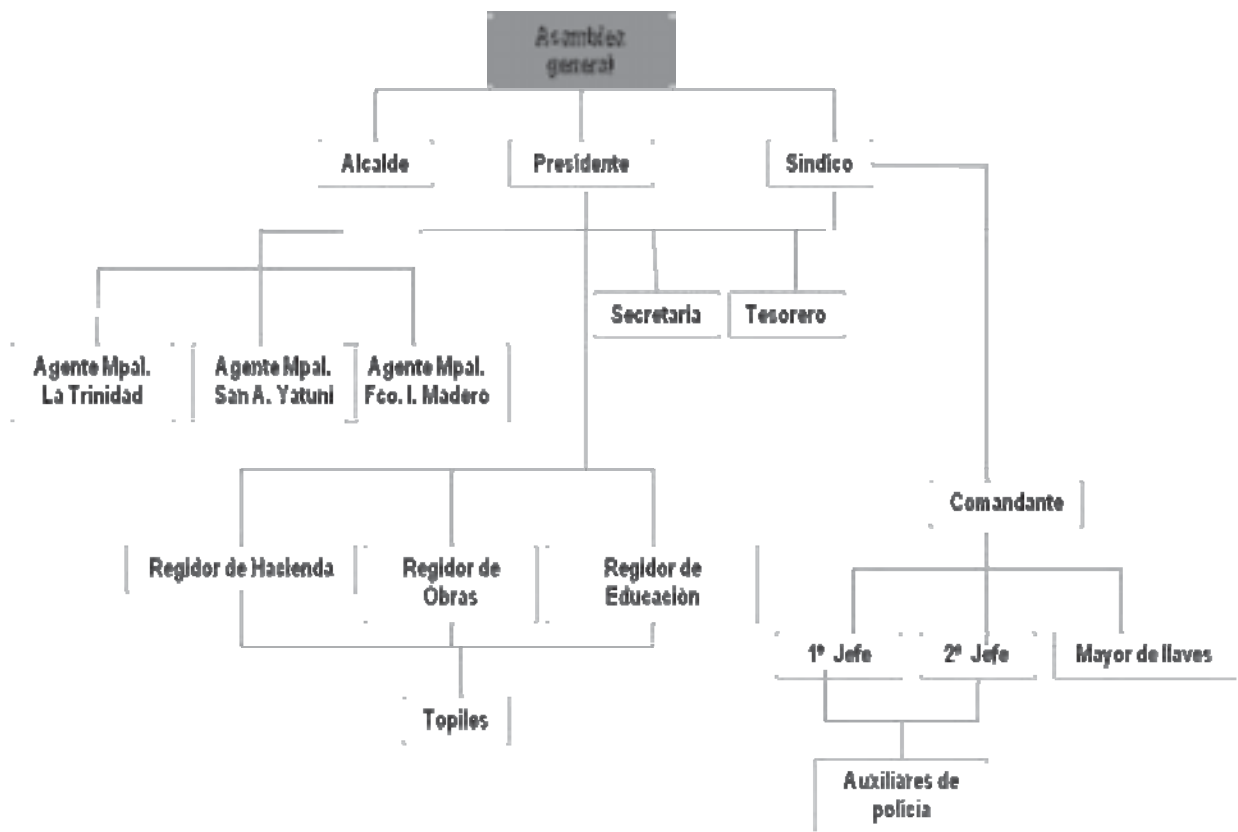 Asamblea
general
Alcalde
Presidente
Sindico
Secretaria
Tesorero
Agente Mpal.
La Trinidad
Agente Mpal.
San A. Yatuni
Agente Mpal.
Fco. I. Madero
Comandante
Regidor de Hacienda
Regidor de
Obras
Regidor de
Educación
1º Jefe
2º Jefe
Mayor de llaves
Topiles
Auxiliares de
policia